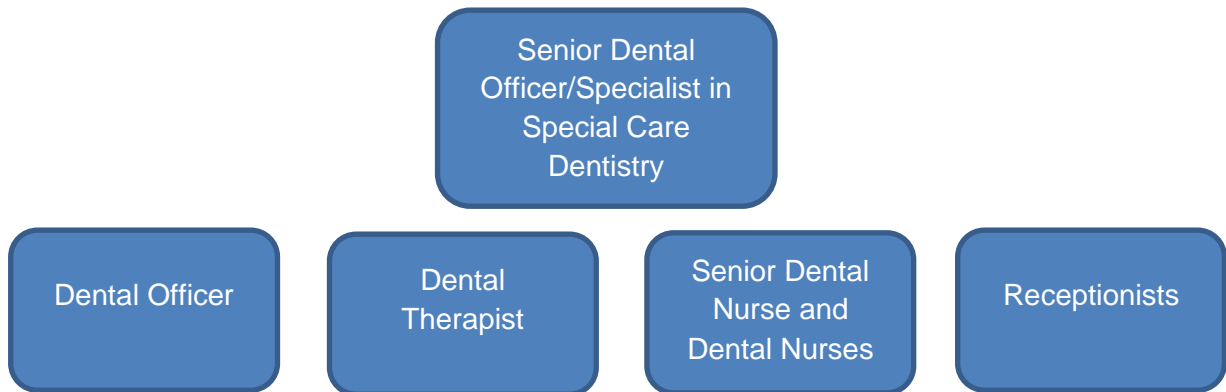 Senior Dental
Officer/Specialist in
Special Care
Dentistry
Dental Officer
Dental
Therapist
Senior Dental
Nurse and
Dental Nurses
Receptionists